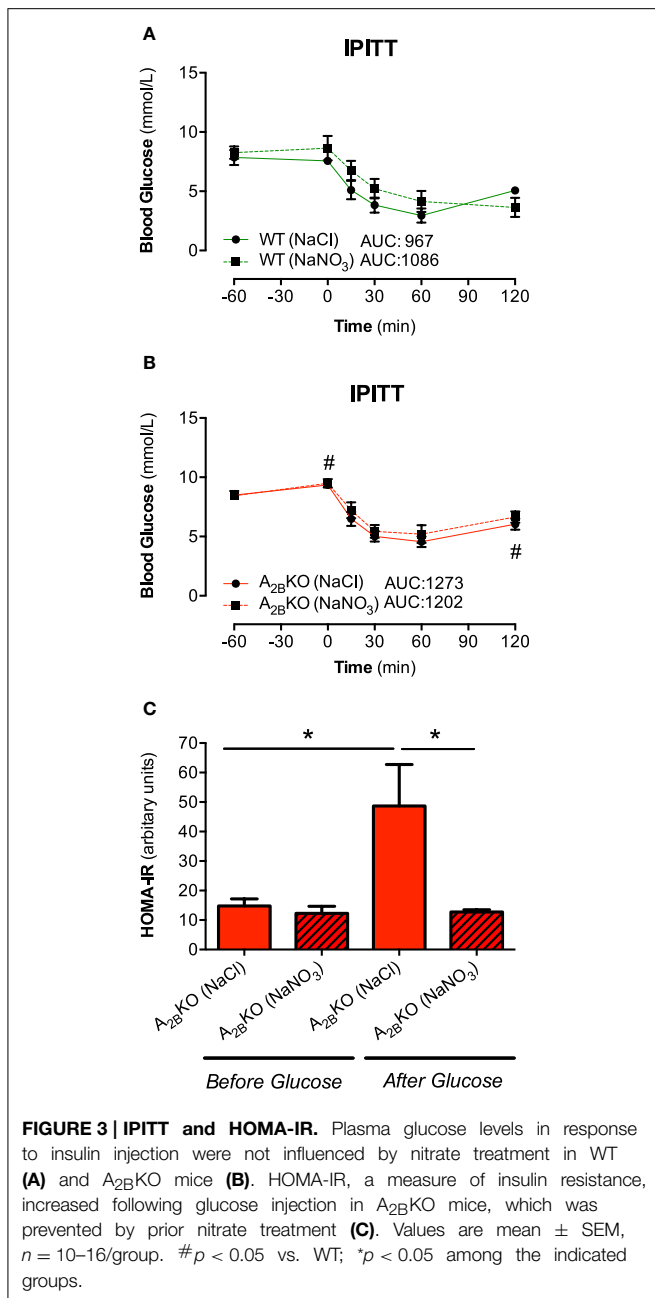 A
IPITT
Blood Glucose (mmol/L)
15
10
5
0
WT (NaCl) AUC: 967
WT (NaNO₃) AUC:1086
-60 -30 0 30 60 90 120
Time (min)
B
IPITT
Blood Glucose (mmol/L)
15
10
5
0
#
#
A₂BKO (NaCl) AUC:1273
A₂BKO (NaNO₃) AUC:1202
-60 -30 0 30 60 90 120
Time (min)
C
HOMA-IR (arbitary units)
70
60
50
40
30
20
10
0
* *
A₂BKO (NaCl)
A₂BKO (NaNO₃)
A₂BKO (NaCl)
A₂BKO (NaNO₃)
Before Glucose After Glucose
FIGURE 3 | IPITT and HOMA-IR. Plasma glucose levels in response
to insulin injection were not influenced by nitrate treatment in WT
(A) and A₂BKO mice (B). HOMA-IR, a measure of insulin resistance,
increased following glucose injection in A₂BKO mice, which was
prevented by prior nitrate treatment (C). Values are mean ± SEM,
n = 10–16/group. #p < 0.05 vs. WT; *p < 0.05 among the indicated
groups.